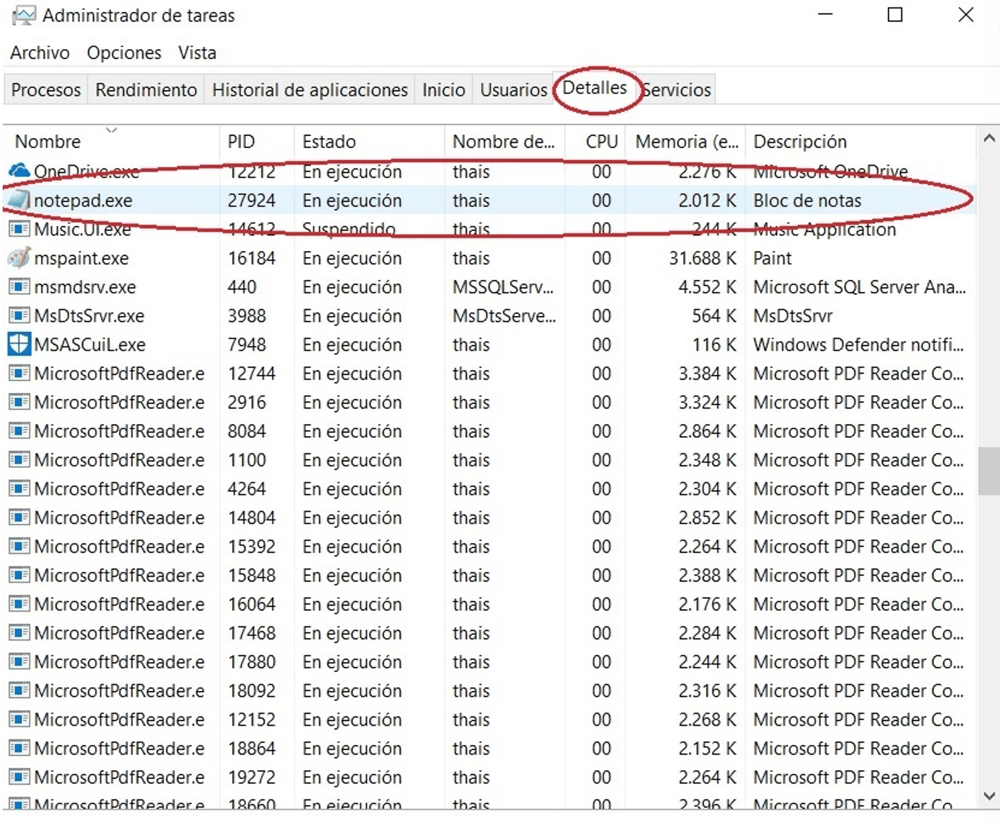 Administrador de tareas
Archivo Opciones Vista
Procesos Rendimiento Historial de aplicaciones Inicio Usuarios Detalles Servicios
Nombre PID Estado Nombre de... CPU Memoria (e... Descripción
OneDrive.exe 12212 En ejecución thais 00 2.276 K Microsoft OneDrive
notepad.exe 27924 En ejecución thais 00 2.012 K Bloc de notas
Music.UI.exe 14612 Suspendido thais 00 244 K Music Application
mspaint.exe 16184 En ejecución thais 00 31.688 K Paint
msmdsrv.exe 440 En ejecución MSSQLServ... 00 4.552 K Microsoft SQL Server Ana...
MsDtsSrvr.exe 3988 En ejecución MsDtsServe... 00 564 K MsDtsSrvr
MSASCuiL.exe 7948 En ejecución thais 00 116 K Windows Defender notifi...
MicrosoftPdfReader.e 12744 En ejecución thais 00 3.384 K Microsoft PDF Reader Co...
MicrosoftPdfReader.e 2916 En ejecución thais 00 3.324 K Microsoft PDF Reader Co...
MicrosoftPdfReader.e 8084 En ejecución thais 00 2.864 K Microsoft PDF Reader Co...
MicrosoftPdfReader.e 1100 En ejecución thais 00 2.348 K Microsoft PDF Reader Co...
MicrosoftPdfReader.e 4264 En ejecución thais 00 2.304 K Microsoft PDF Reader Co...
MicrosoftPdfReader.e 14804 En ejecución thais 00 2.852 K Microsoft PDF Reader Co...
MicrosoftPdfReader.e 15392 En ejecución thais 00 2.264 K Microsoft PDF Reader Co...
MicrosoftPdfReader.e 15848 En ejecución thais 00 2.388 K Microsoft PDF Reader Co...
MicrosoftPdfReader.e 16064 En ejecución thais 00 2.176 K Microsoft PDF Reader Co...
MicrosoftPdfReader.e 17468 En ejecución thais 00 2.284 K Microsoft PDF Reader Co...
MicrosoftPdfReader.e 17880 En ejecución thais 00 2.244 K Microsoft PDF Reader Co...
MicrosoftPdfReader.e 18092 En ejecución thais 00 2.316 K Microsoft PDF Reader Co...
MicrosoftPdfReader.e 12152 En ejecución thais 00 2.268 K Microsoft PDF Reader Co...
MicrosoftPdfReader.e 18864 En ejecución thais 00 2.152 K Microsoft PDF Reader Co...
MicrosoftPdfReader.e 19272 En ejecución thais 00 2.264 K Microsoft PDF Reader Co...
MicrosoftPdfReader.e 18660 En ejecución thais 00 2.396 K Microsoft PDF Reader Co...